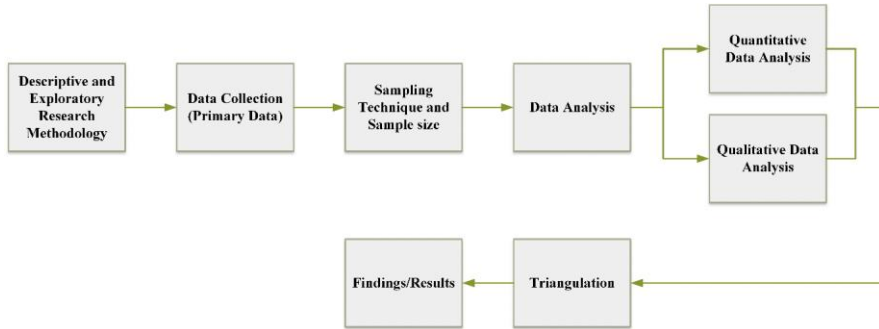 Descriptive and
Exploratory
Research
Methodology
Data Collection
(Primary Data)
Sampling
Technique and
Sample size
Data Analysis
Quantitative
Data Analysis
Qualitative Data
Analysis
Findings/Results
Triangulation